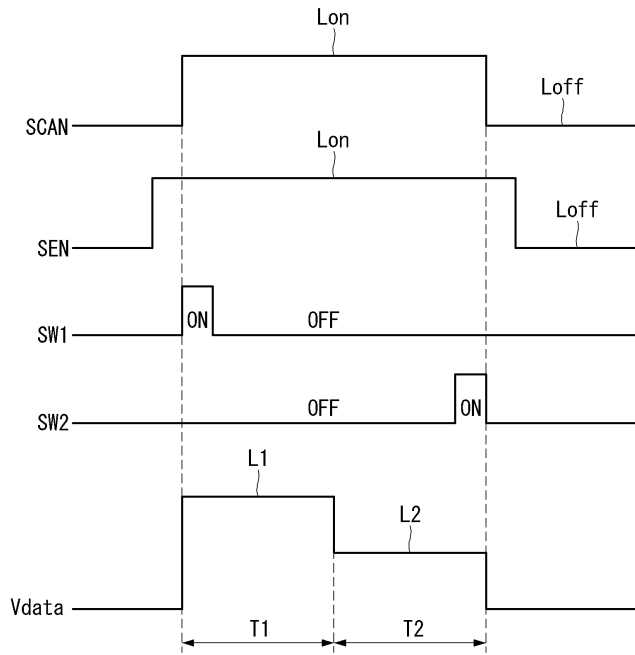 Lon
Loff
SCAN
Lon
Loff
SEN
ON
OFF
SW1
OFF
ON
SW2
L1
L2
Vdata
T1
T2